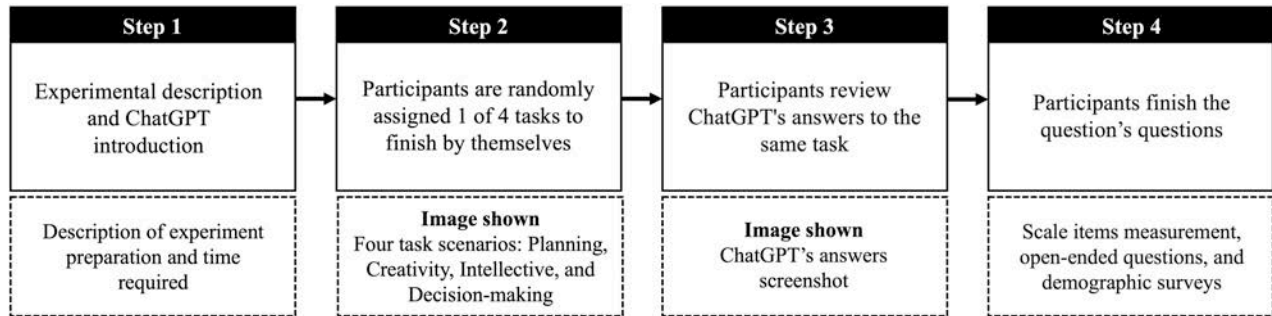 Step 1
Experimental description
and ChatGPT
introduction
Description of experiment
preparation and time
required
Step 2
Participants are randomly
assigned 1 of 4 tasks to
finish by themselves
Image shown
Four task scenarios: Planning,
Creativity, Intellective, and
Decision-making
Step 3
Participants review
ChatGPT's answers to the
same task
Image shown
ChatGPT's answers
screenshot
Step 4
Participants finish the
question's questions
Scale items measurement,
open-ended questions, and
demographic surveys